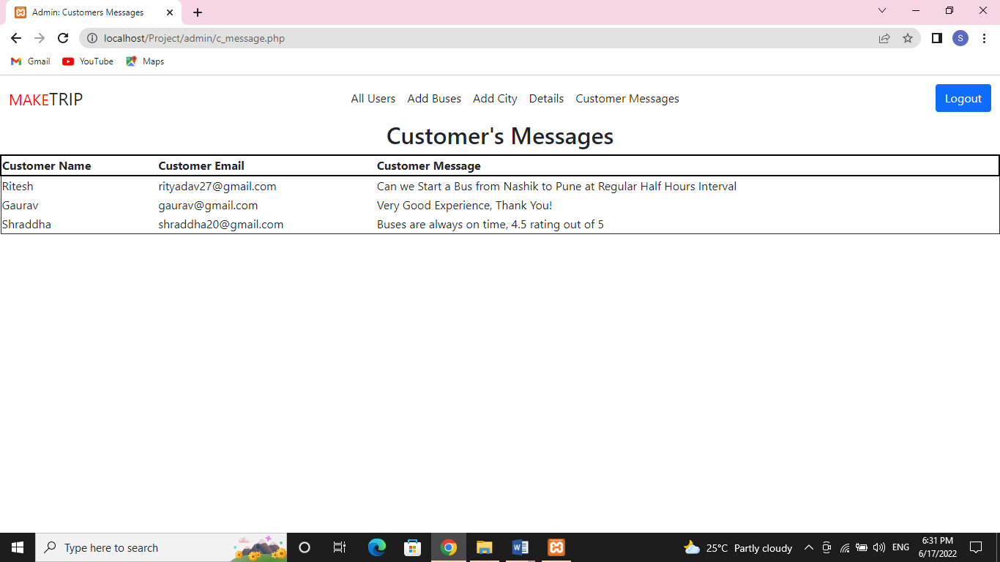 Admin: Customers Messages
localhost/Project/admin/c_message.php
S
Gmail YouTube Maps
MAKETRIP All Users Add Buses Add City Details Customer Messages Logout
Customer's Messages
Customer Name Customer Email Customer Message
Ritesh rityadav27@gmail.com Can we Start a Bus from Nashik to Pune at Regular Half Hours Interval
Gaurav gaurav@gmail.com Very Good Experience, Thank You!
Shraddha shraddha20@gmail.com Buses are always on time, 4.5 rating out of 5
Type here to search 25°C Partly cloudy ENG 6:31 PM
6/17/2022